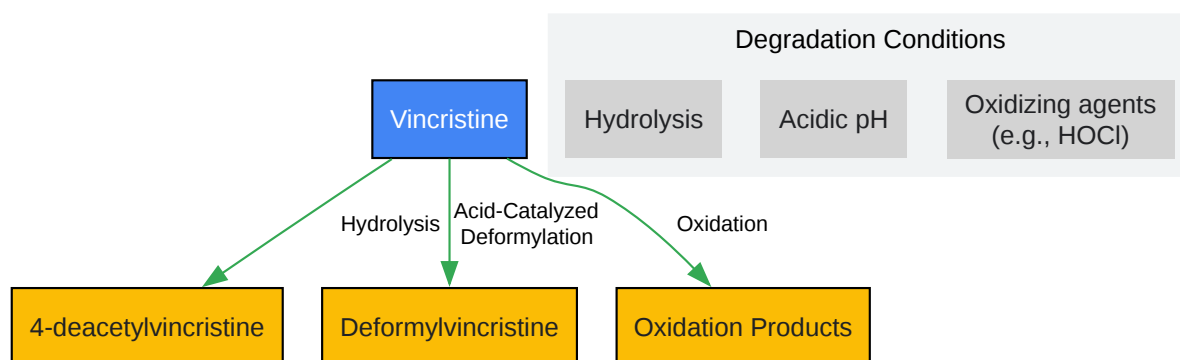 Degradation Conditions
Vincristine
Hydrolysis
Acidic pH
Oxidizing agents
(e.g., HOCl)
Hydrolysis
Acid-Catalyzed
Deformylation
Oxidation
4-deacetylvincristine
Deformylvincristine
Oxidation Products